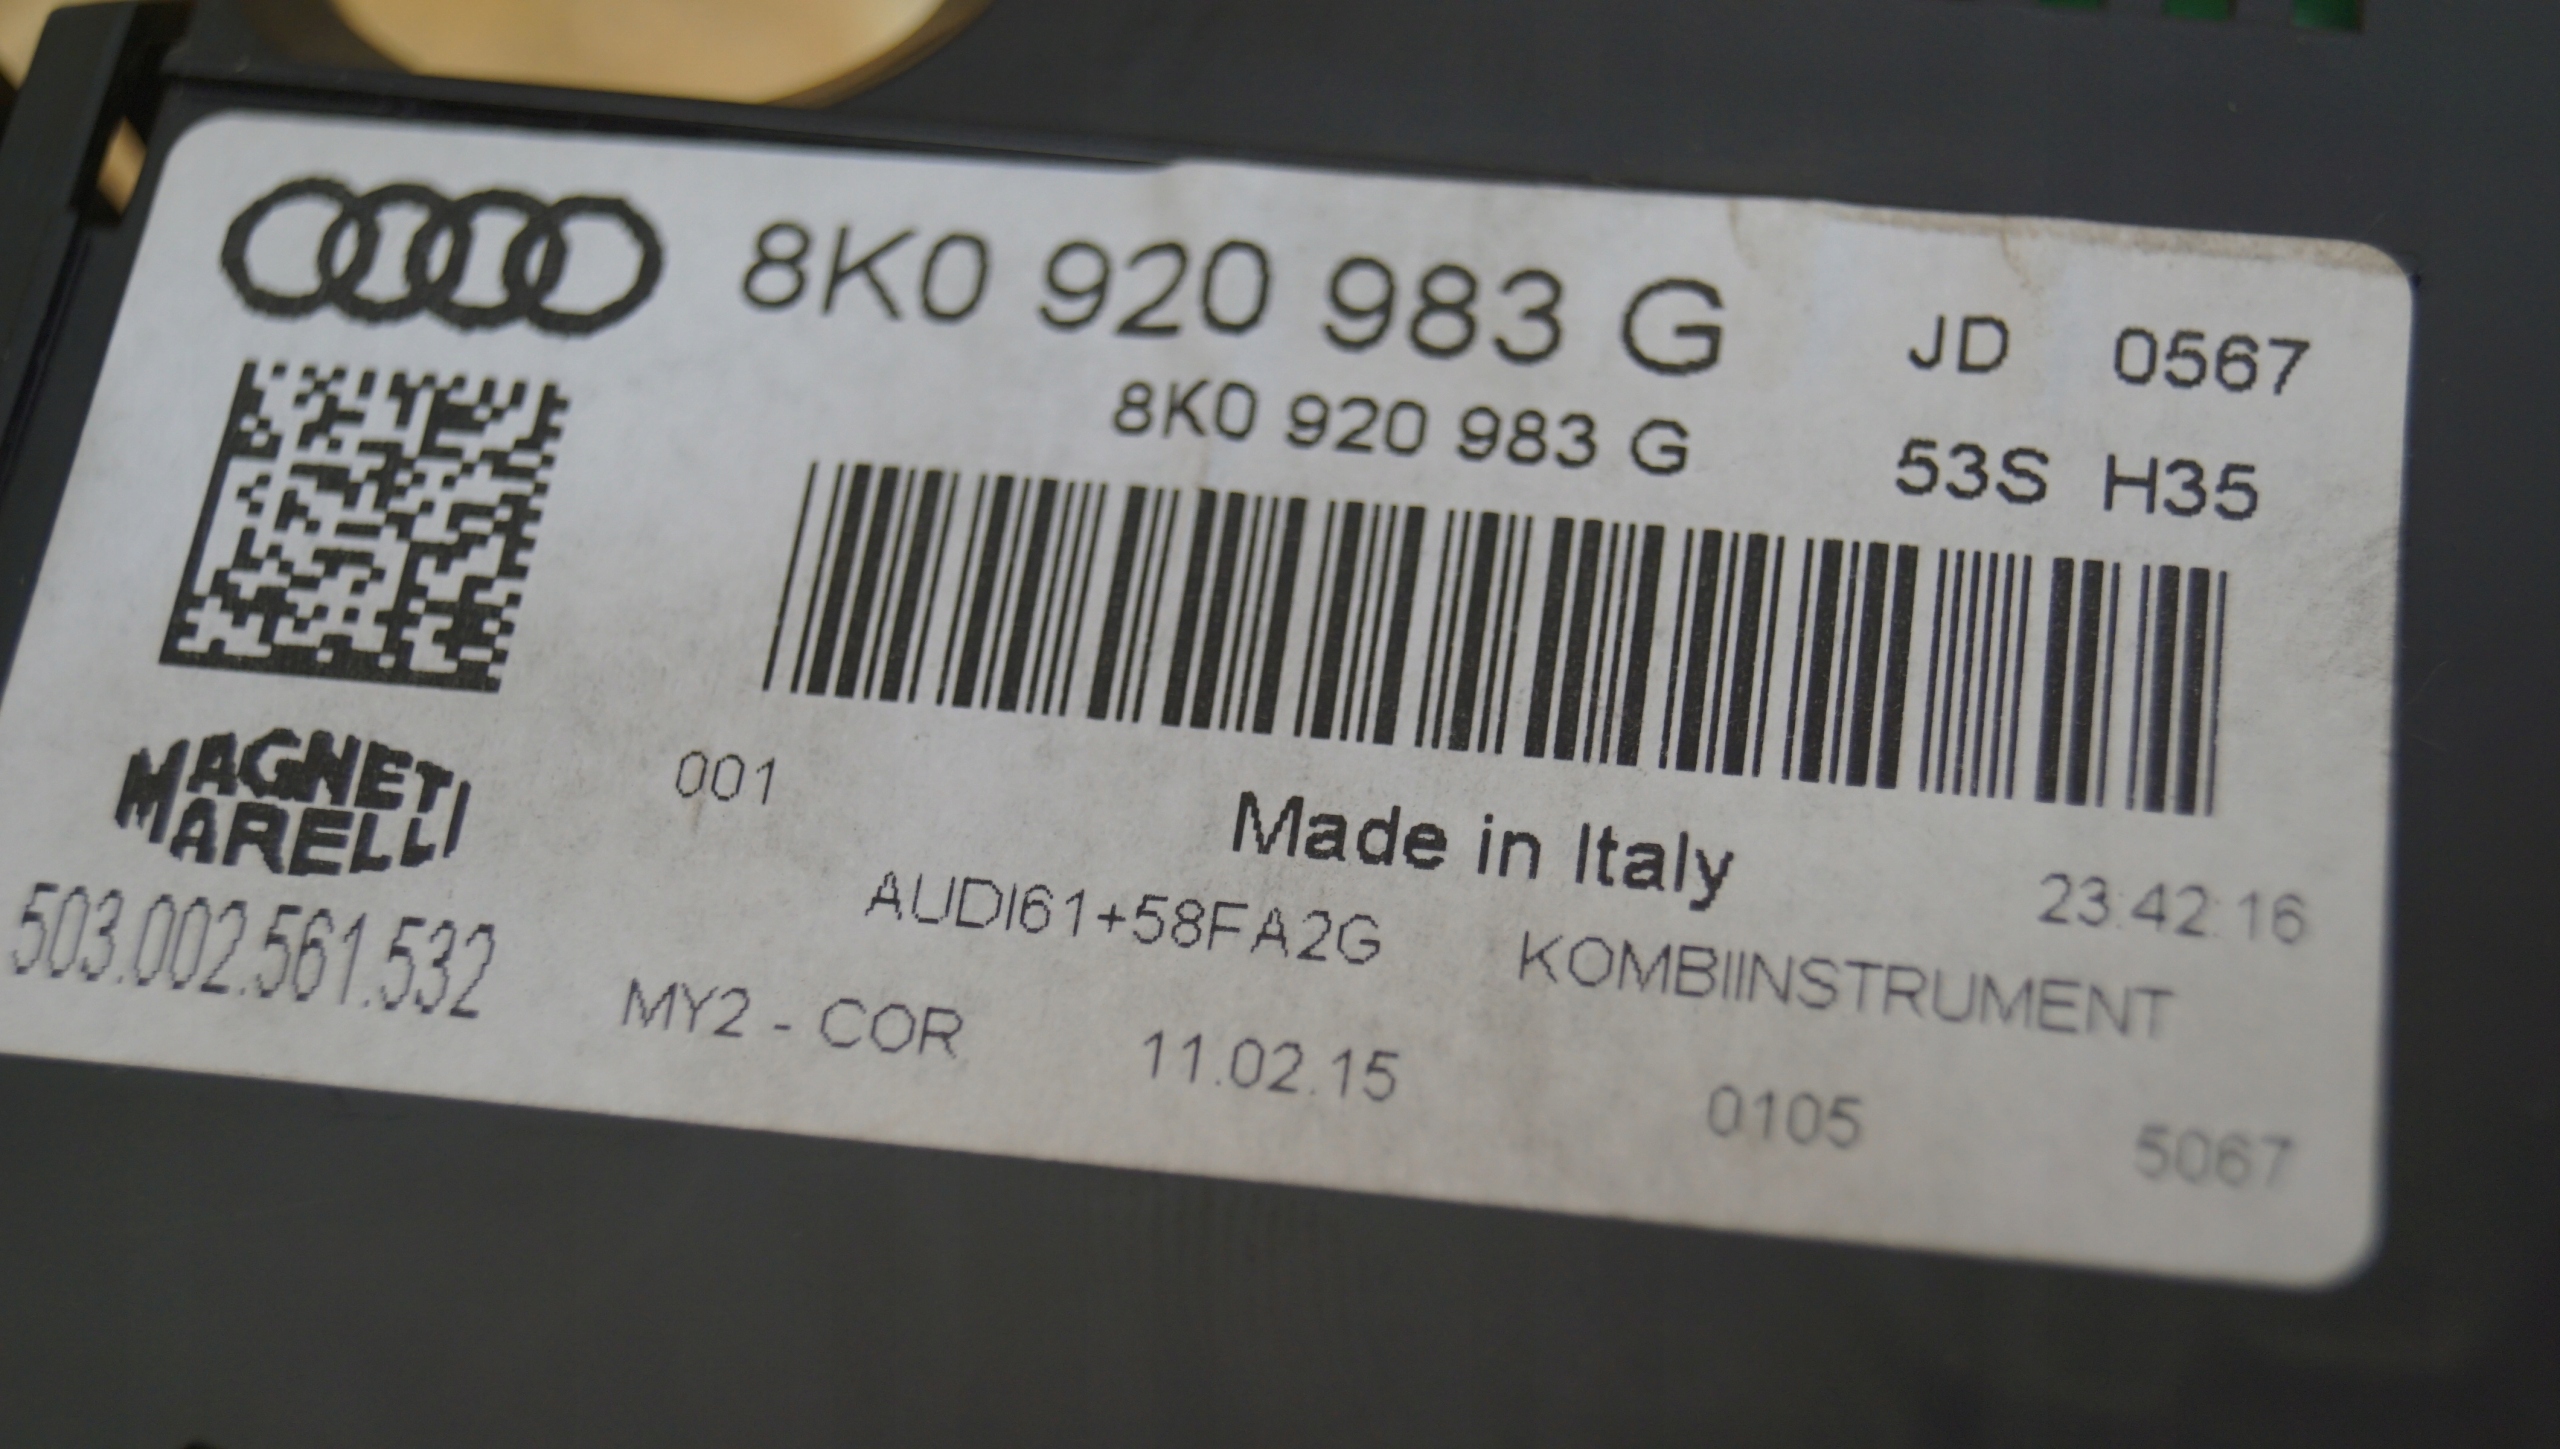 8K0 920 983 G JD 0567
8K0 920 983 G 53S H35
MAGNETI
MARELLI
001
Made in Italy
23:42:16
503.002.561.532
AUDI61+58FA2G KOMBIINSTRUMENT
MY2 - COR 11.02.15 0105 5067